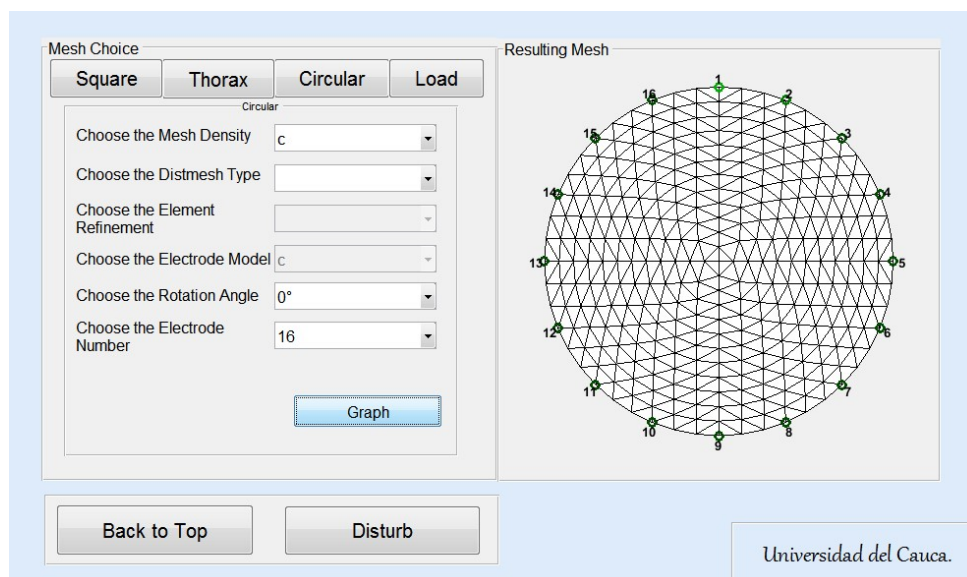 Mesh Choice
Square Thorax Circular Load
Circular
Choose the Mesh Density c
Choose the Distmesh Type
Choose the Element
Refinement
Choose the Electrode Model c
Choose the Rotation Angle 0°
Choose the Electrode
Number
16
Graph
Back to Top Disturb
Resulting Mesh
1
2
3
4
5
6
7
8
9
10
11
12
13
14
15
16
Universidad del Cauca.